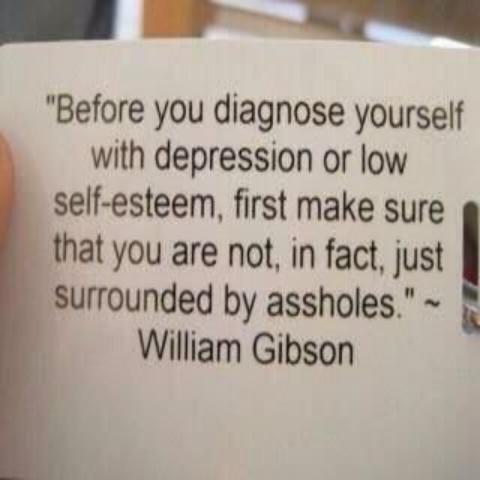 "Before you diagnose yourself
with depression or low
self-esteem, first make sure
that you are not, in fact, just
surrounded by assholes." ~
William Gibson